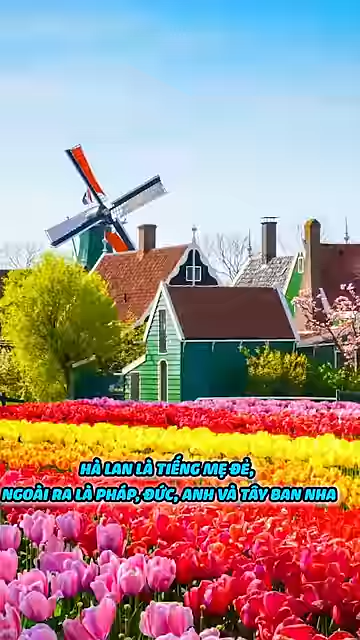 HÀ LAN LÀ TIẾNG MẸ ĐẺ,
NGOÀI RA LÀ PHÁP, ĐỨC, ANH VÀ TÂY BAN NHA